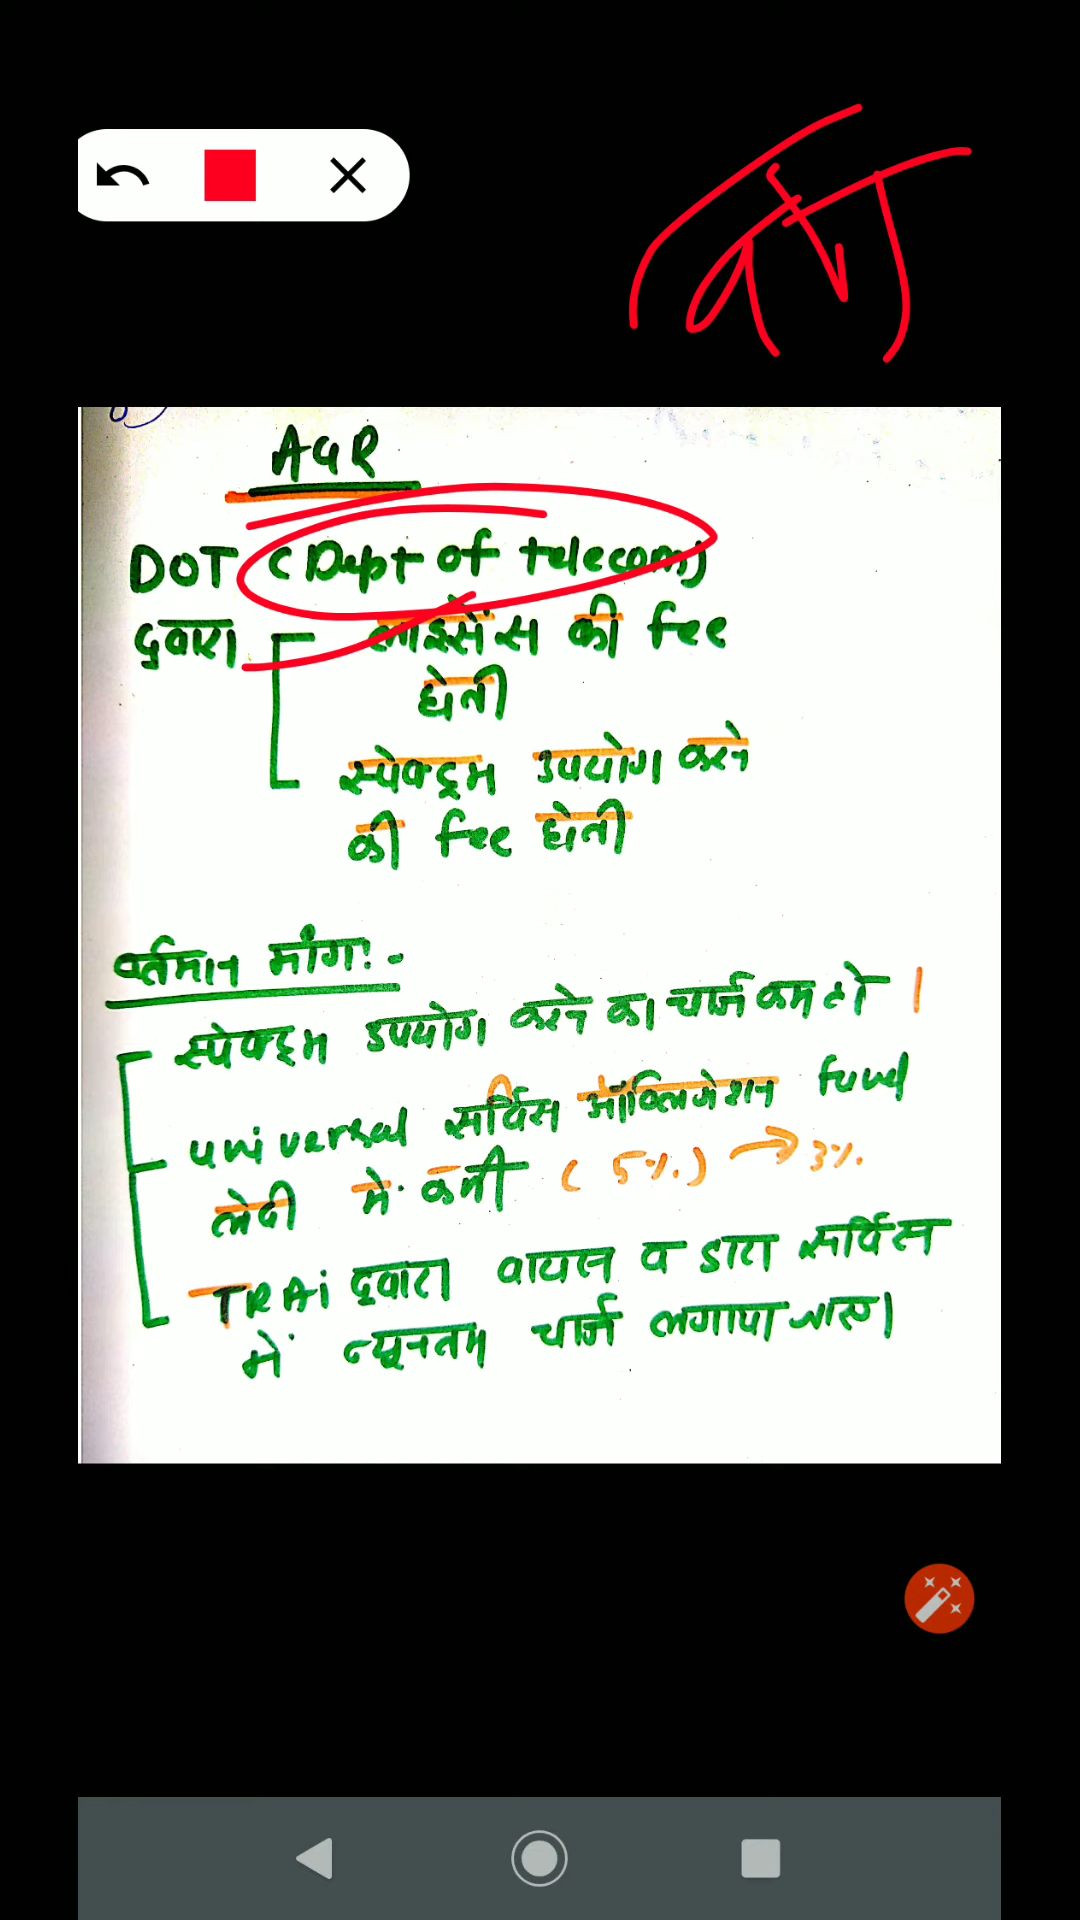 AGR
DOT (Dept of telecom)
द्वारा लाइसेंस की fee
लेनी
स्पेक्ट्रम उपयोग करने
की fee लेनी
वर्तमान मांग:-
स्पेक्ट्रम उपयोग करने का चार्ज कम हो ।
universal सर्विस ऑब्लिगेशन fund
लेवी में कमी (5%) → 3%.
TRAI द्वारा वायस व डाटा सर्विस
में न्यूनतम चार्ज लगाया जाए।